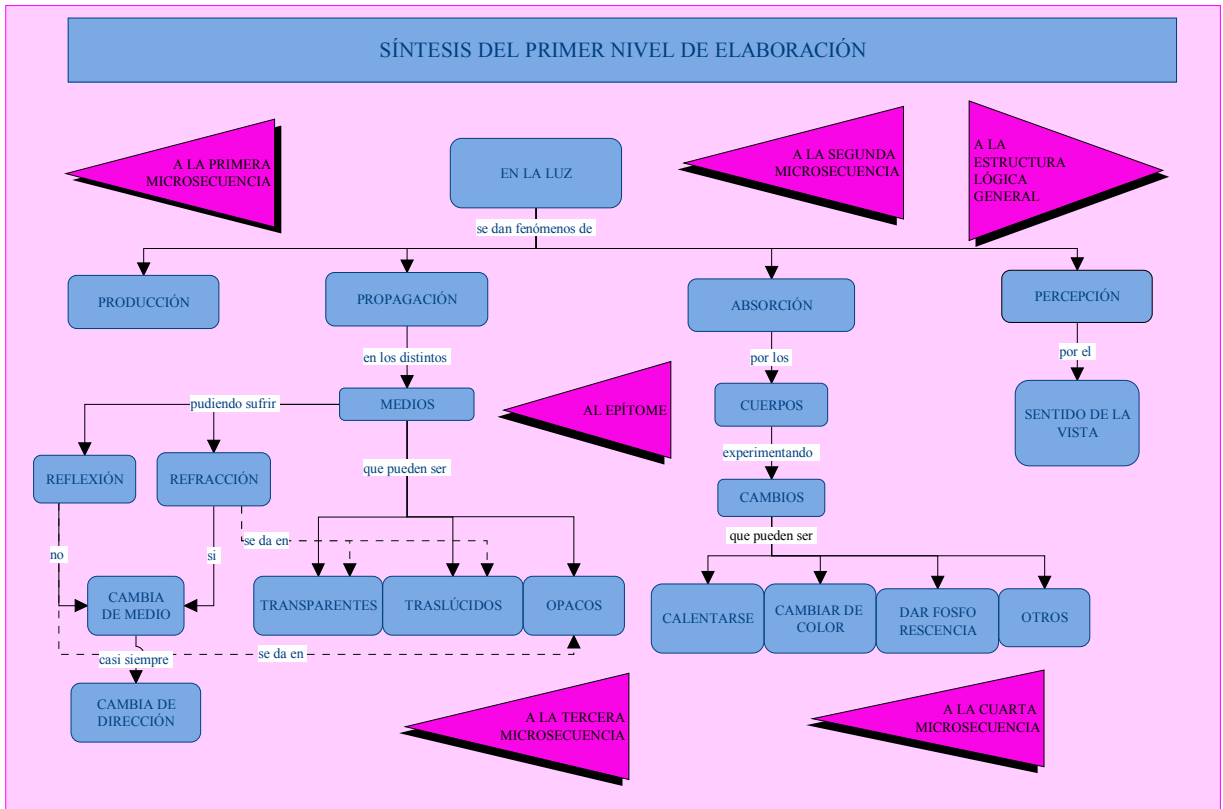 SÍNTESIS DEL PRIMER NIVEL DE ELABORACIÓN
A LA PRIMERA
MICROSECUENCIA
EN LA LUZ
A LA SEGUNDA
MICROSECUENCIA
A LA
ESTRUCTURA
LÓGICA
GENERAL
se dan fenómenos de
PRODUCCIÓN
PROPAGACIÓN
ABSORCIÓN
PERCEPCIÓN
en los distintos
por los
por el
MEDIOS
CUERPOS
SENTIDO DE LA
VISTA
pudiendo sufrir
AL EPÍTOME
REFLEXIÓN
REFRACCIÓN
que pueden ser
experimentando
CAMBIOS
que pueden ser
no
si
se da en
CAMBIA
DE MEDIO
TRANSPARENTES
TRASLÚCIDOS
OPACOS
CALENTARSE
CAMBIAR DE
COLOR
DAR FOSFO
RESCENCIA
OTROS
casi siempre
se da en
CAMBIA DE
DIRECCIÓN
A LA TERCERA
MICROSECUENCIA
A LA CUARTA
MICROSECUENCIA